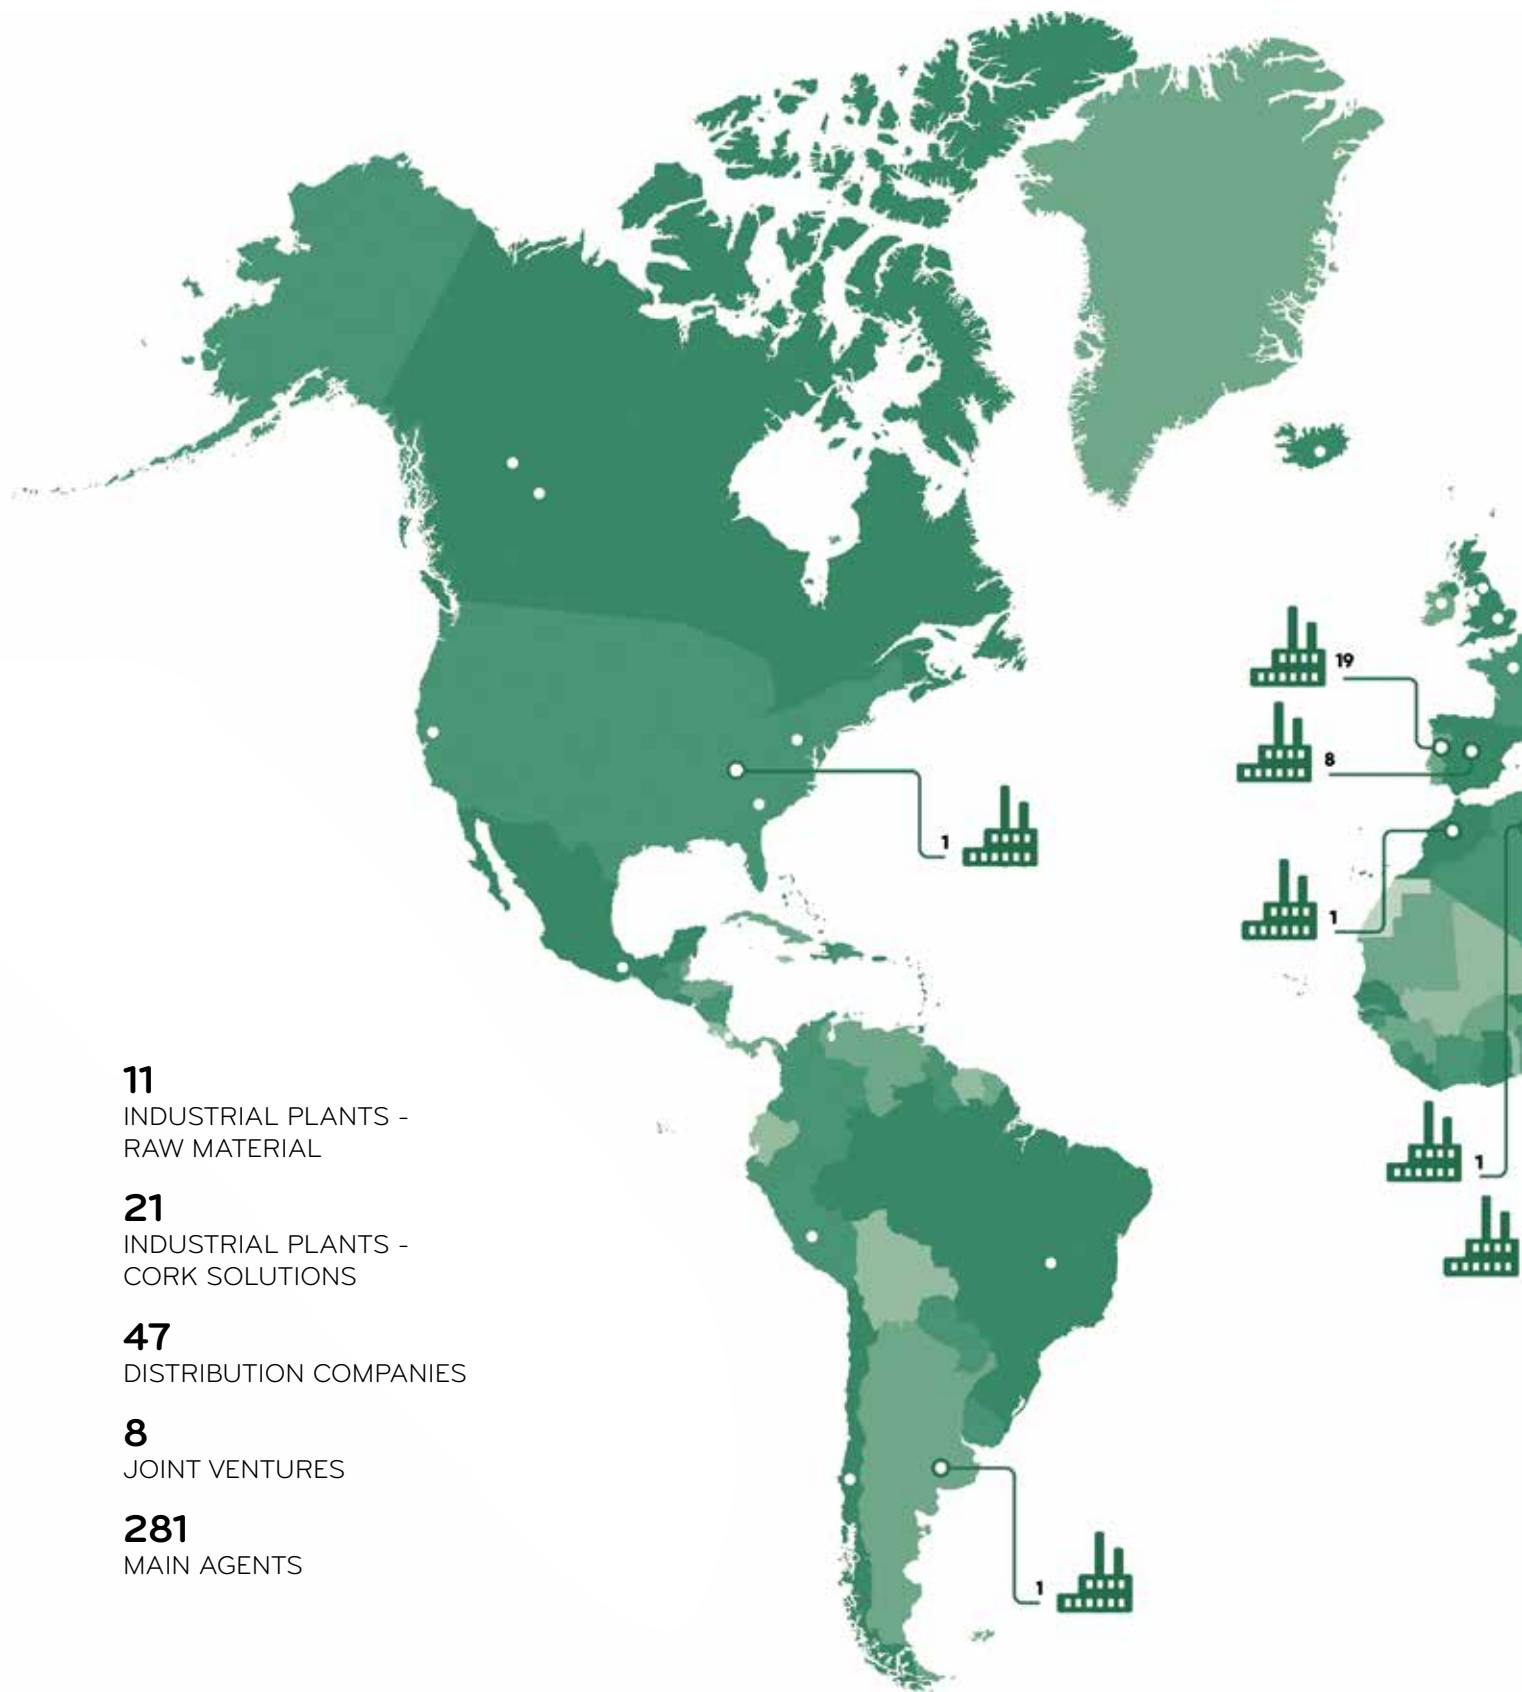 19
8
1
1
11
INDUSTRIAL PLANTS -
RAW MATERIAL
1
21
INDUSTRIAL PLANTS -
CORK SOLUTIONS
47
DISTRIBUTION COMPANIES
8
JOINT VENTURES
281
MAIN AGENTS
1